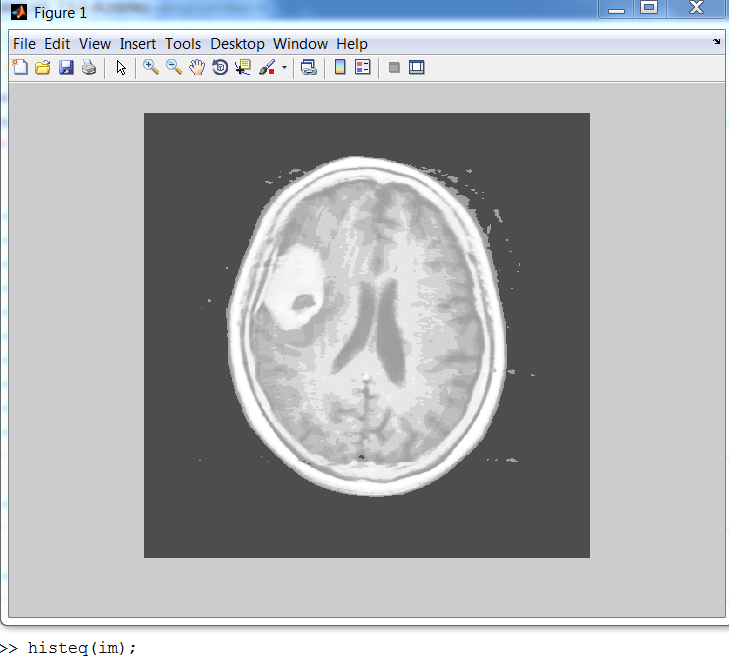 Figure 1
File Edit View Insert Tools Desktop Window Help
>> histeq(im);